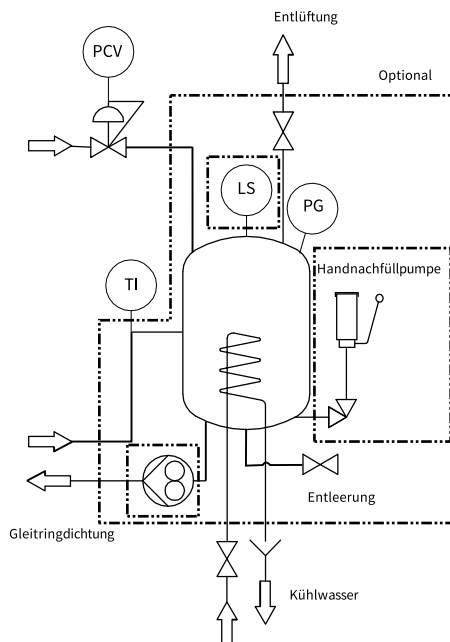 Entlüftung
PCV
Optional
LS
PG
Handnachfüllpumpe
TI
Entleerung
Gleitringdichtung
Kühlwasser